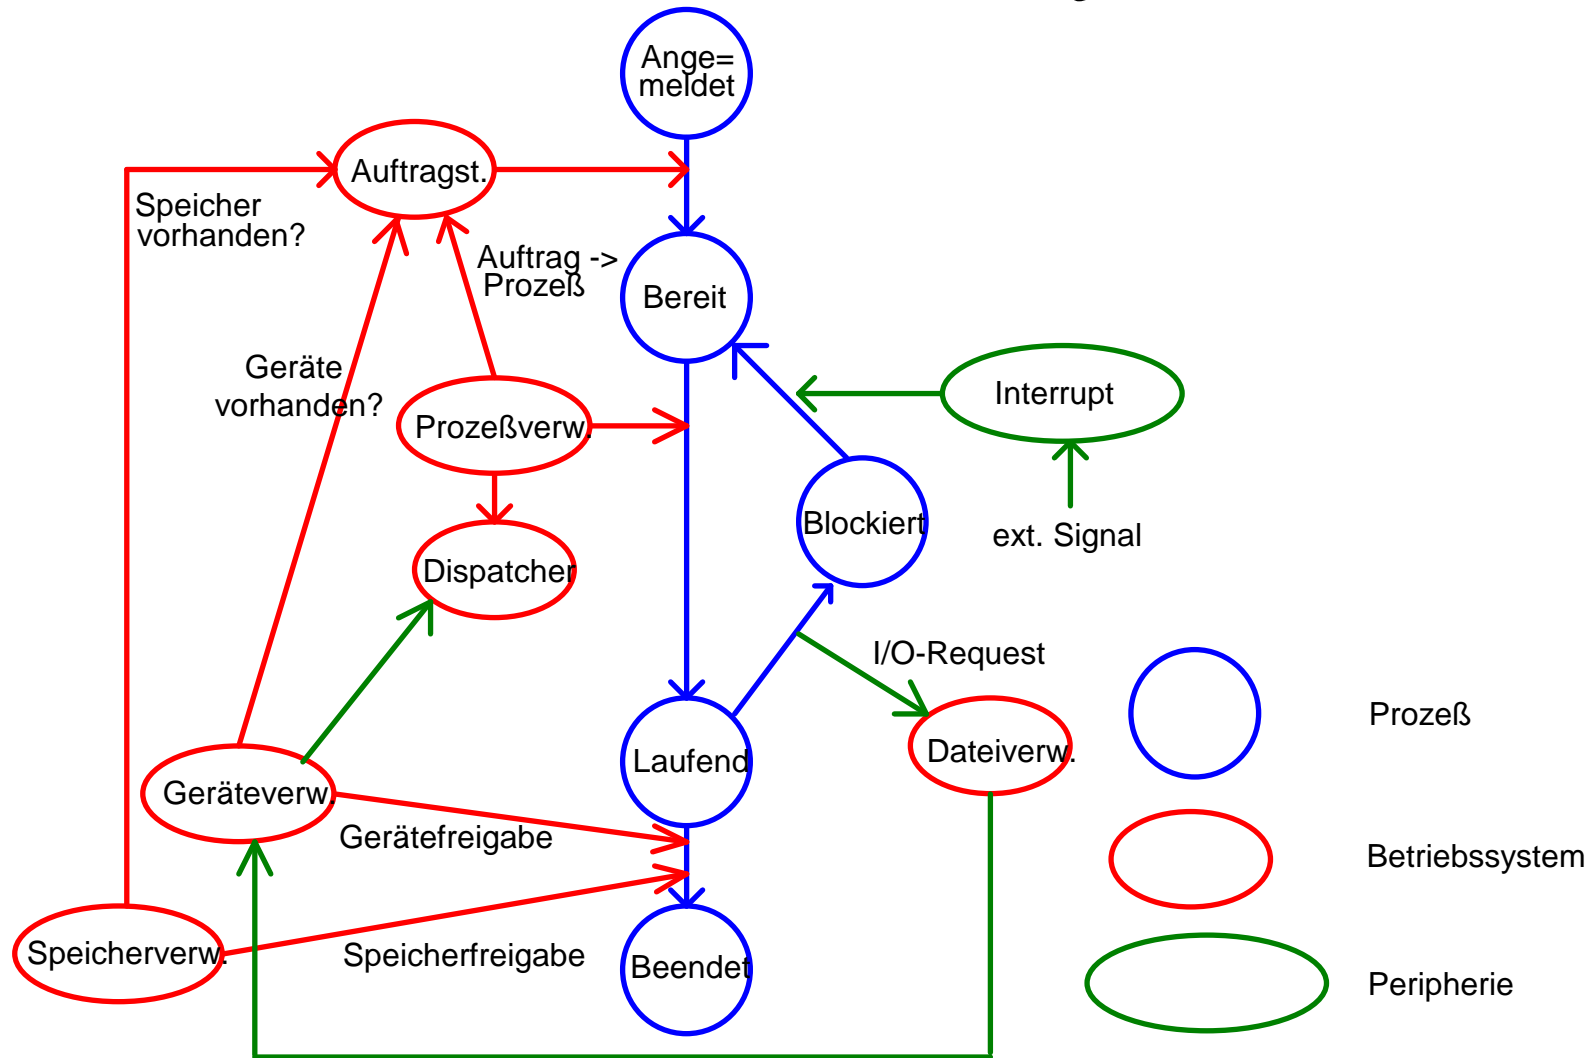 Ange=
meldet
Auftragst.
Speicher
vorhanden?
Auftrag ->
Prozeß
Bereit
Geräte
vorhanden?
Interrupt
Prozeßverw.
Blockiert
ext. Signal
Dispatcher
I/O-Request
Prozeß
Laufend
Dateiverw.
Geräteverw.
Gerätefreigabe
Betriebssystem
Speicherverw.
Speicherfreigabe
Beendet
Peripherie